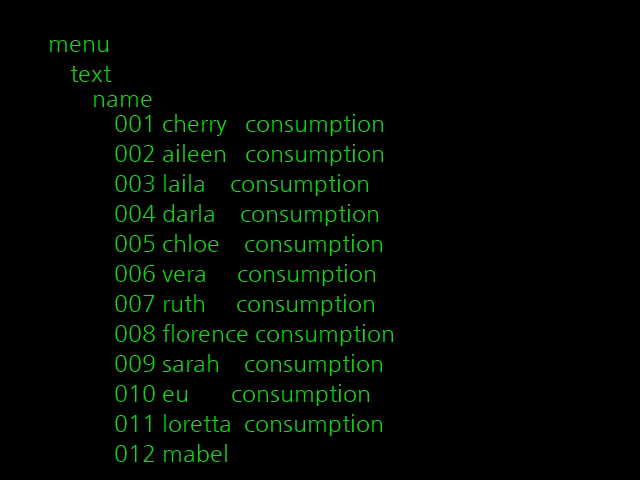 menu
text
name
001 cherry consumption
002 aileen consumption
003 laila consumption
004 darla consumption
005 chloe consumption
006 vera consumption
007 ruth consumption
008 florence consumption
009 sarah consumption
010 eu consumption
011 loretta consumption
012 mabel